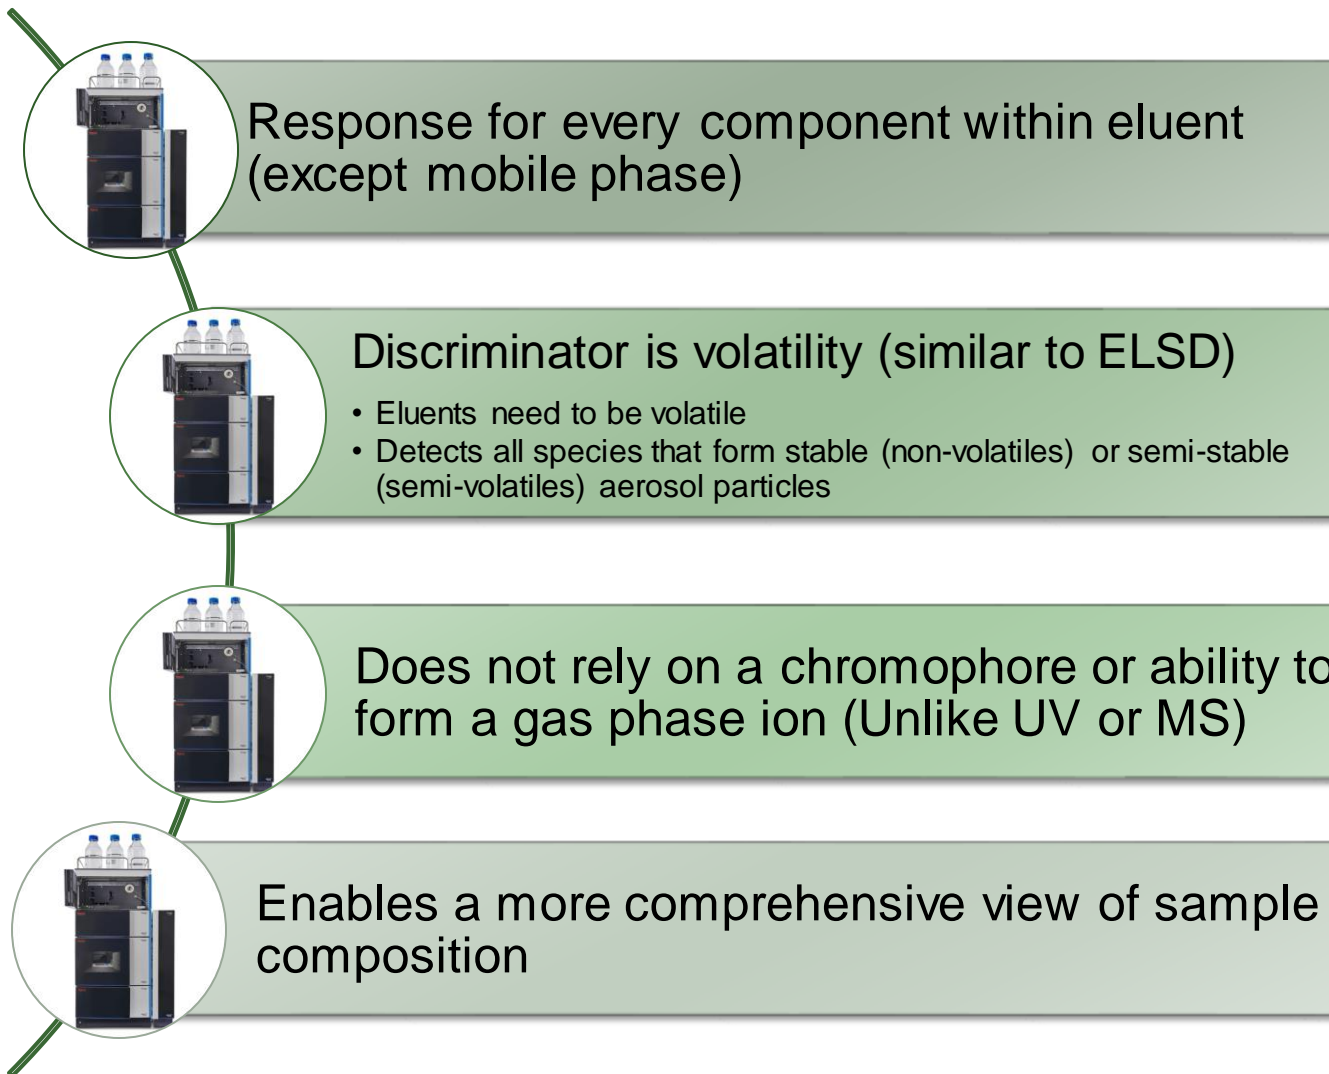 Response for every component within eluent
(except mobile phase)
Discriminator is volatility (similar to ELSD)
• Eluents need to be volatile
• Detects all species that form stable (non-volatiles) or semi-stable
(semi-volatiles) aerosol particles
Does not rely on a chromophore or ability to
form a gas phase ion (Unlike UV or MS)
Enables a more comprehensive view of sample
composition